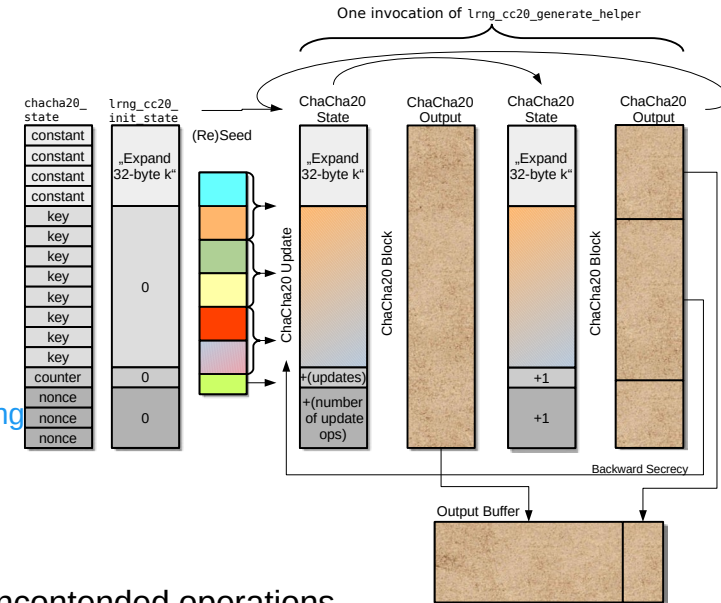 One invocation of lrng_cc20_generate_helper
chacha20_
state
lrng_cc20_
init_state
(Re)Seed
ChaCha20
State
ChaCha20
Output
ChaCha20
State
ChaCha20
Output
constant
constant
constant
constant
key
key
key
key
key
key
key
key
counter
nonce
nonce
nonce
„Expand
32-byte k“
0
0
0
ChaCha20 Update
„Expand
32-byte k“
+(updates)
+(number
of update
ops)
ChaCha20 Block
„Expand
32-byte k“
+1
+1
ChaCha20 Block
Backward Secrecy
Output Buffer
ng
ncontended operations